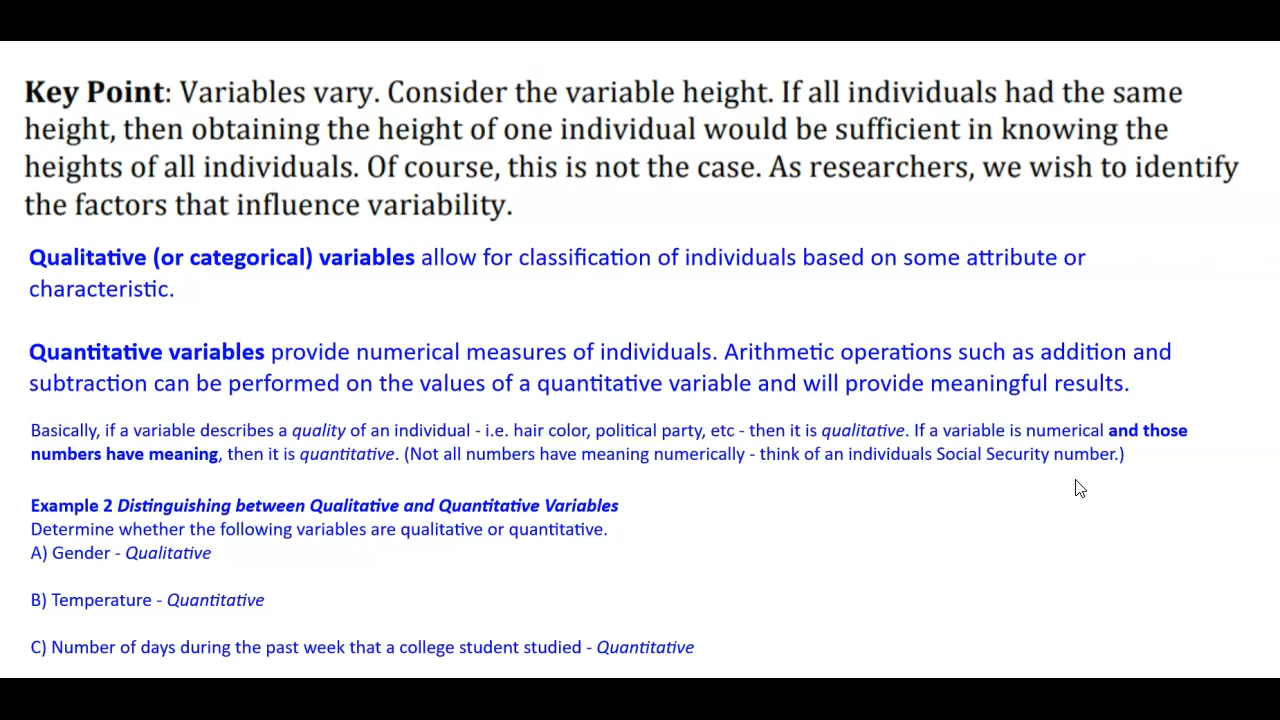 Key Point: Variables vary. Consider the variable height. If all individuals had the same
height, then obtaining the height of one individual would be sufficient in knowing the
heights of all individuals. Of course, this is not the case. As researchers, we wish to identify
the factors that influence variability.
Qualitative (or categorical) variables allow for classification of individuals based on some attribute or
characteristic.
Quantitative variables provide numerical measures of individuals. Arithmetic operations such as addition and
subtraction can be performed on the values of a quantitative variable and will provide meaningful results.
Basically, if a variable describes a quality of an individual - i.e. hair color, political party, etc - then it is qualitative. If a variable is numerical and those
numbers have meaning, then it is quantitative. (Not all numbers have meaning numerically - think of an individuals Social Security number.)
Example 2 Distinguishing between Qualitative and Quantitative Variables
Determine whether the following variables are qualitative or quantitative.
A) Gender - Qualitative
B) Temperature - Quantitative
C) Number of days during the past week that a college student studied - Quantitative